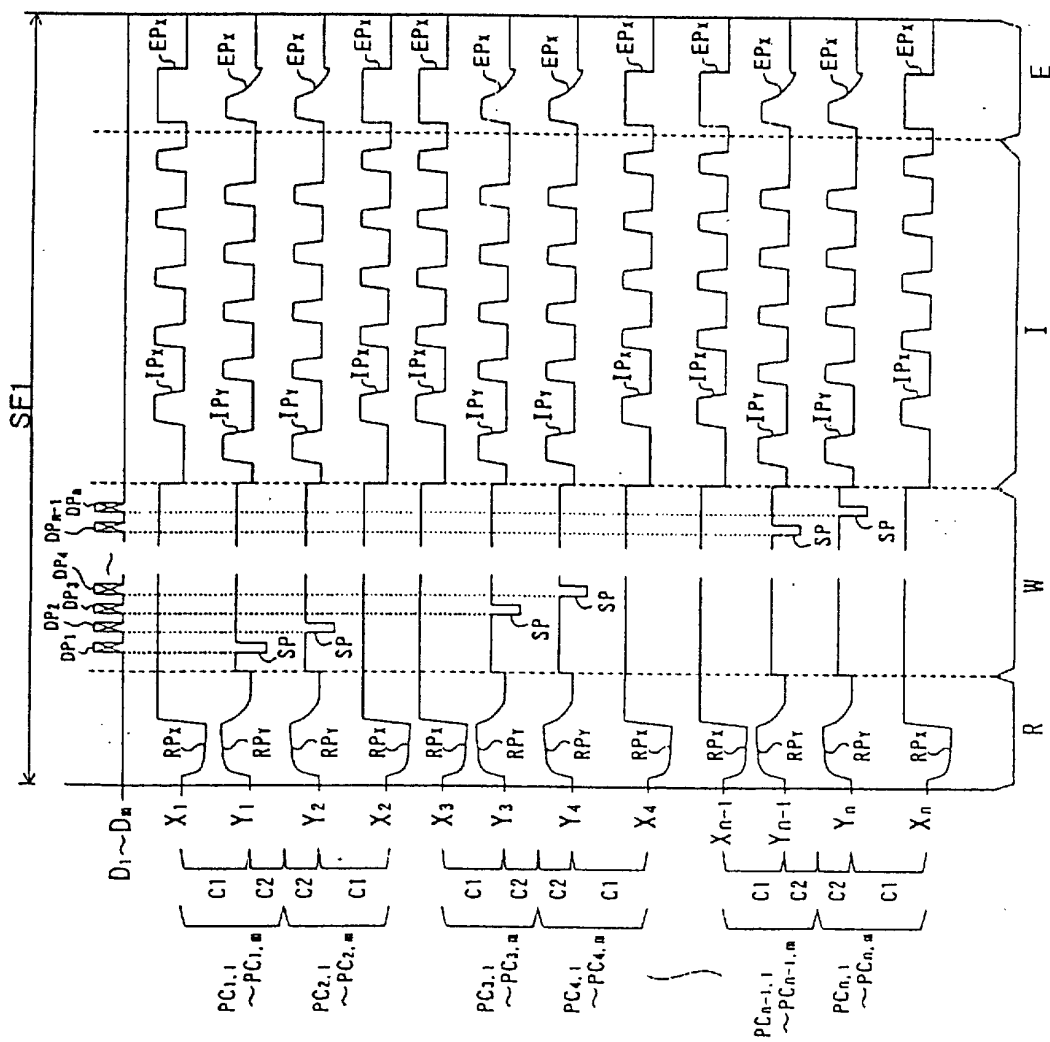 SF1
DP1 DP2 DP3 DP4 ~ DPn-1 DPn
D1~Dm
X1 RPX IPX EPX
Y1 RPY SP IPY EPX
Y2 RPY SP IPY EPX
X2 RPX IPX EPX
X3 RPX IPX EPX
Y3 RPY SP IPY EPX
Y4 RPY SP IPY EPX
X4 RPX IPX EPX
Xn-1 RPX IPX EPX
Yn-1 RPY SP IPY EPX
Yn RPY SP IPY EPX
Xn RPX IPX EPX
PC1,1 ~PC1,m C1 C2
PC2,1 ~PC2,m C2 C1
PC3,1 ~PC3,m C1 C2
PC4,1 ~PC4,m C2 C1
PCn-1,1 ~PCn-1,m C1 C2
PCn,1 ~PCn,m C2 C1
R W I E